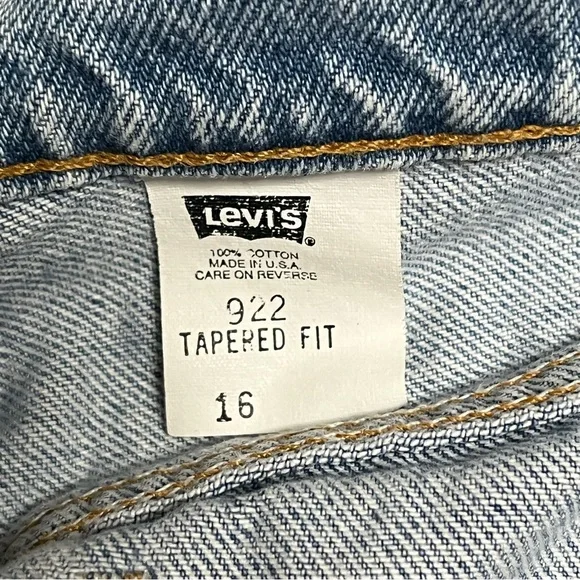 Levi's
®
100% COTTON
MADE IN U.S.A.
CARE ON REVERSE
922
TAPERED FIT
16